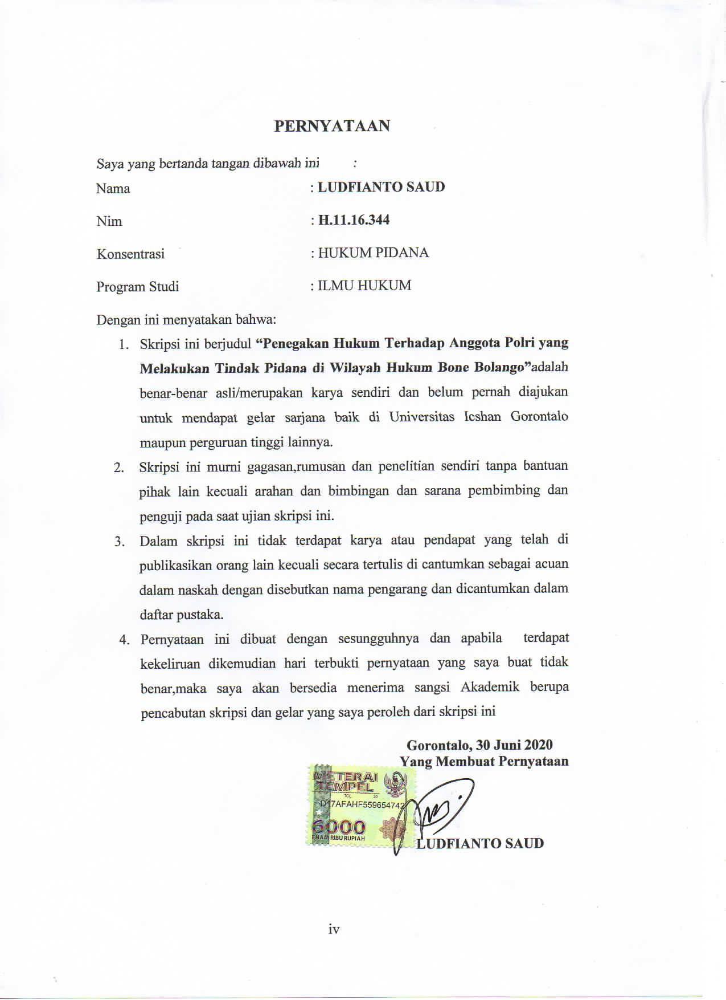 PERNYATAAN
Saya yang bertanda tangan dibawah ini :
Nama : LUDFIANTO SAUD
Nim : H.11.16.344
Konsentrasi : HUKUM PIDANA
Program Studi : ILMU HUKUM
Dengan ini menyatakan bahwa:
1. Skripsi ini berjudul “Penegakan Hukum Terhadap Anggota Polri yang
Melakukan Tindak Pidana di Wilayah Hukum Bone Bolango”adalah
benar-benar asli/merupakan karya sendiri dan belum pernah diajukan
untuk mendapat gelar sarjana baik di Universitas Icshan Gorontalo
maupun perguruan tinggi lainnya.
2. Skripsi ini murni gagasan,rumusan dan penelitian sendiri tanpa bantuan
pihak lain kecuali arahan dan bimbingan dan sarana pembimbing dan
penguji pada saat ujian skripsi ini.
3. Dalam skripsi ini tidak terdapat karya atau pendapat yang telah di
publikasikan orang lain kecuali secara tertulis di cantumkan sebagai acuan
dalam naskah dengan disebutkan nama pengarang dan dicantumkan dalam
daftar pustaka.
4. Pernyataan ini dibuat dengan sesungguhnya dan apabila terdapat
kekeliruan dikemudian hari terbukti pernyataan yang saya buat tidak
benar,maka saya akan bersedia menerima sangsi Akademik berupa
pencabutan skripsi dan gelar yang saya peroleh dari skripsi ini
Gorontalo, 30 Juni 2020
Yang Membuat Pernyataan
METERAI
TEMPEL
TGL. 20
D17AFAHF559654742
6000
ENAM RIBU RUPIAH
LUDFIANTO SAUD
iv